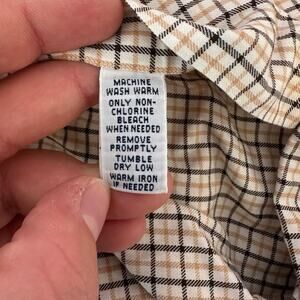 MACHINE
WASH WARM
ONLY NON-
CHLORINE
BLEACH
WHEN NEEDED
REMOVE
PROMPTLY
TUMBLE
DRY LOW
WARM IRON
IF NEEDED